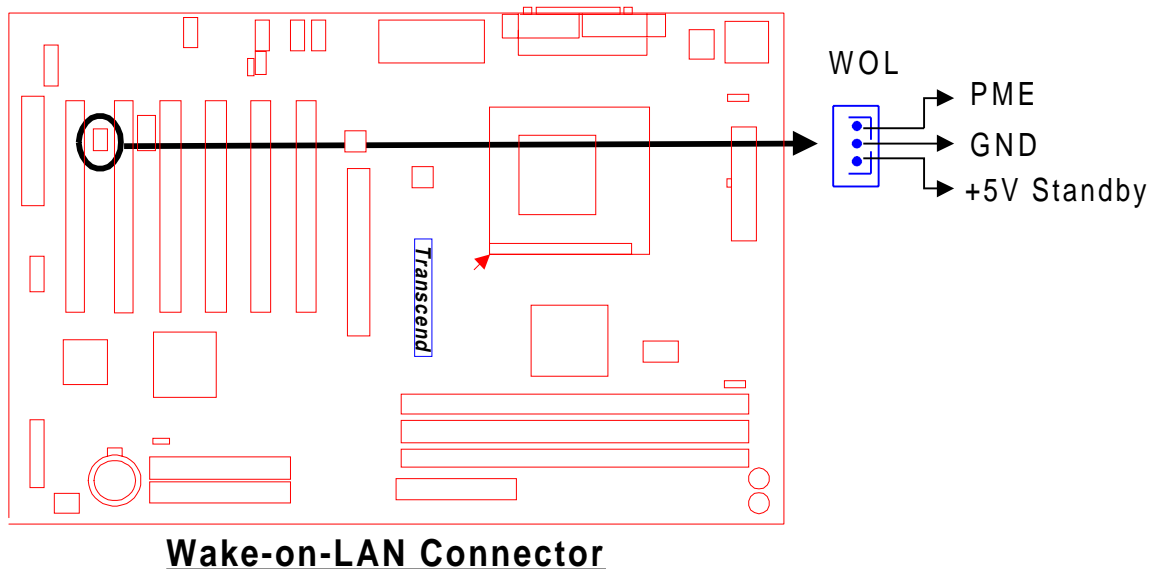 WOL
PME
GND
+5V Standby
Transcend
Wake-on-LAN Connector